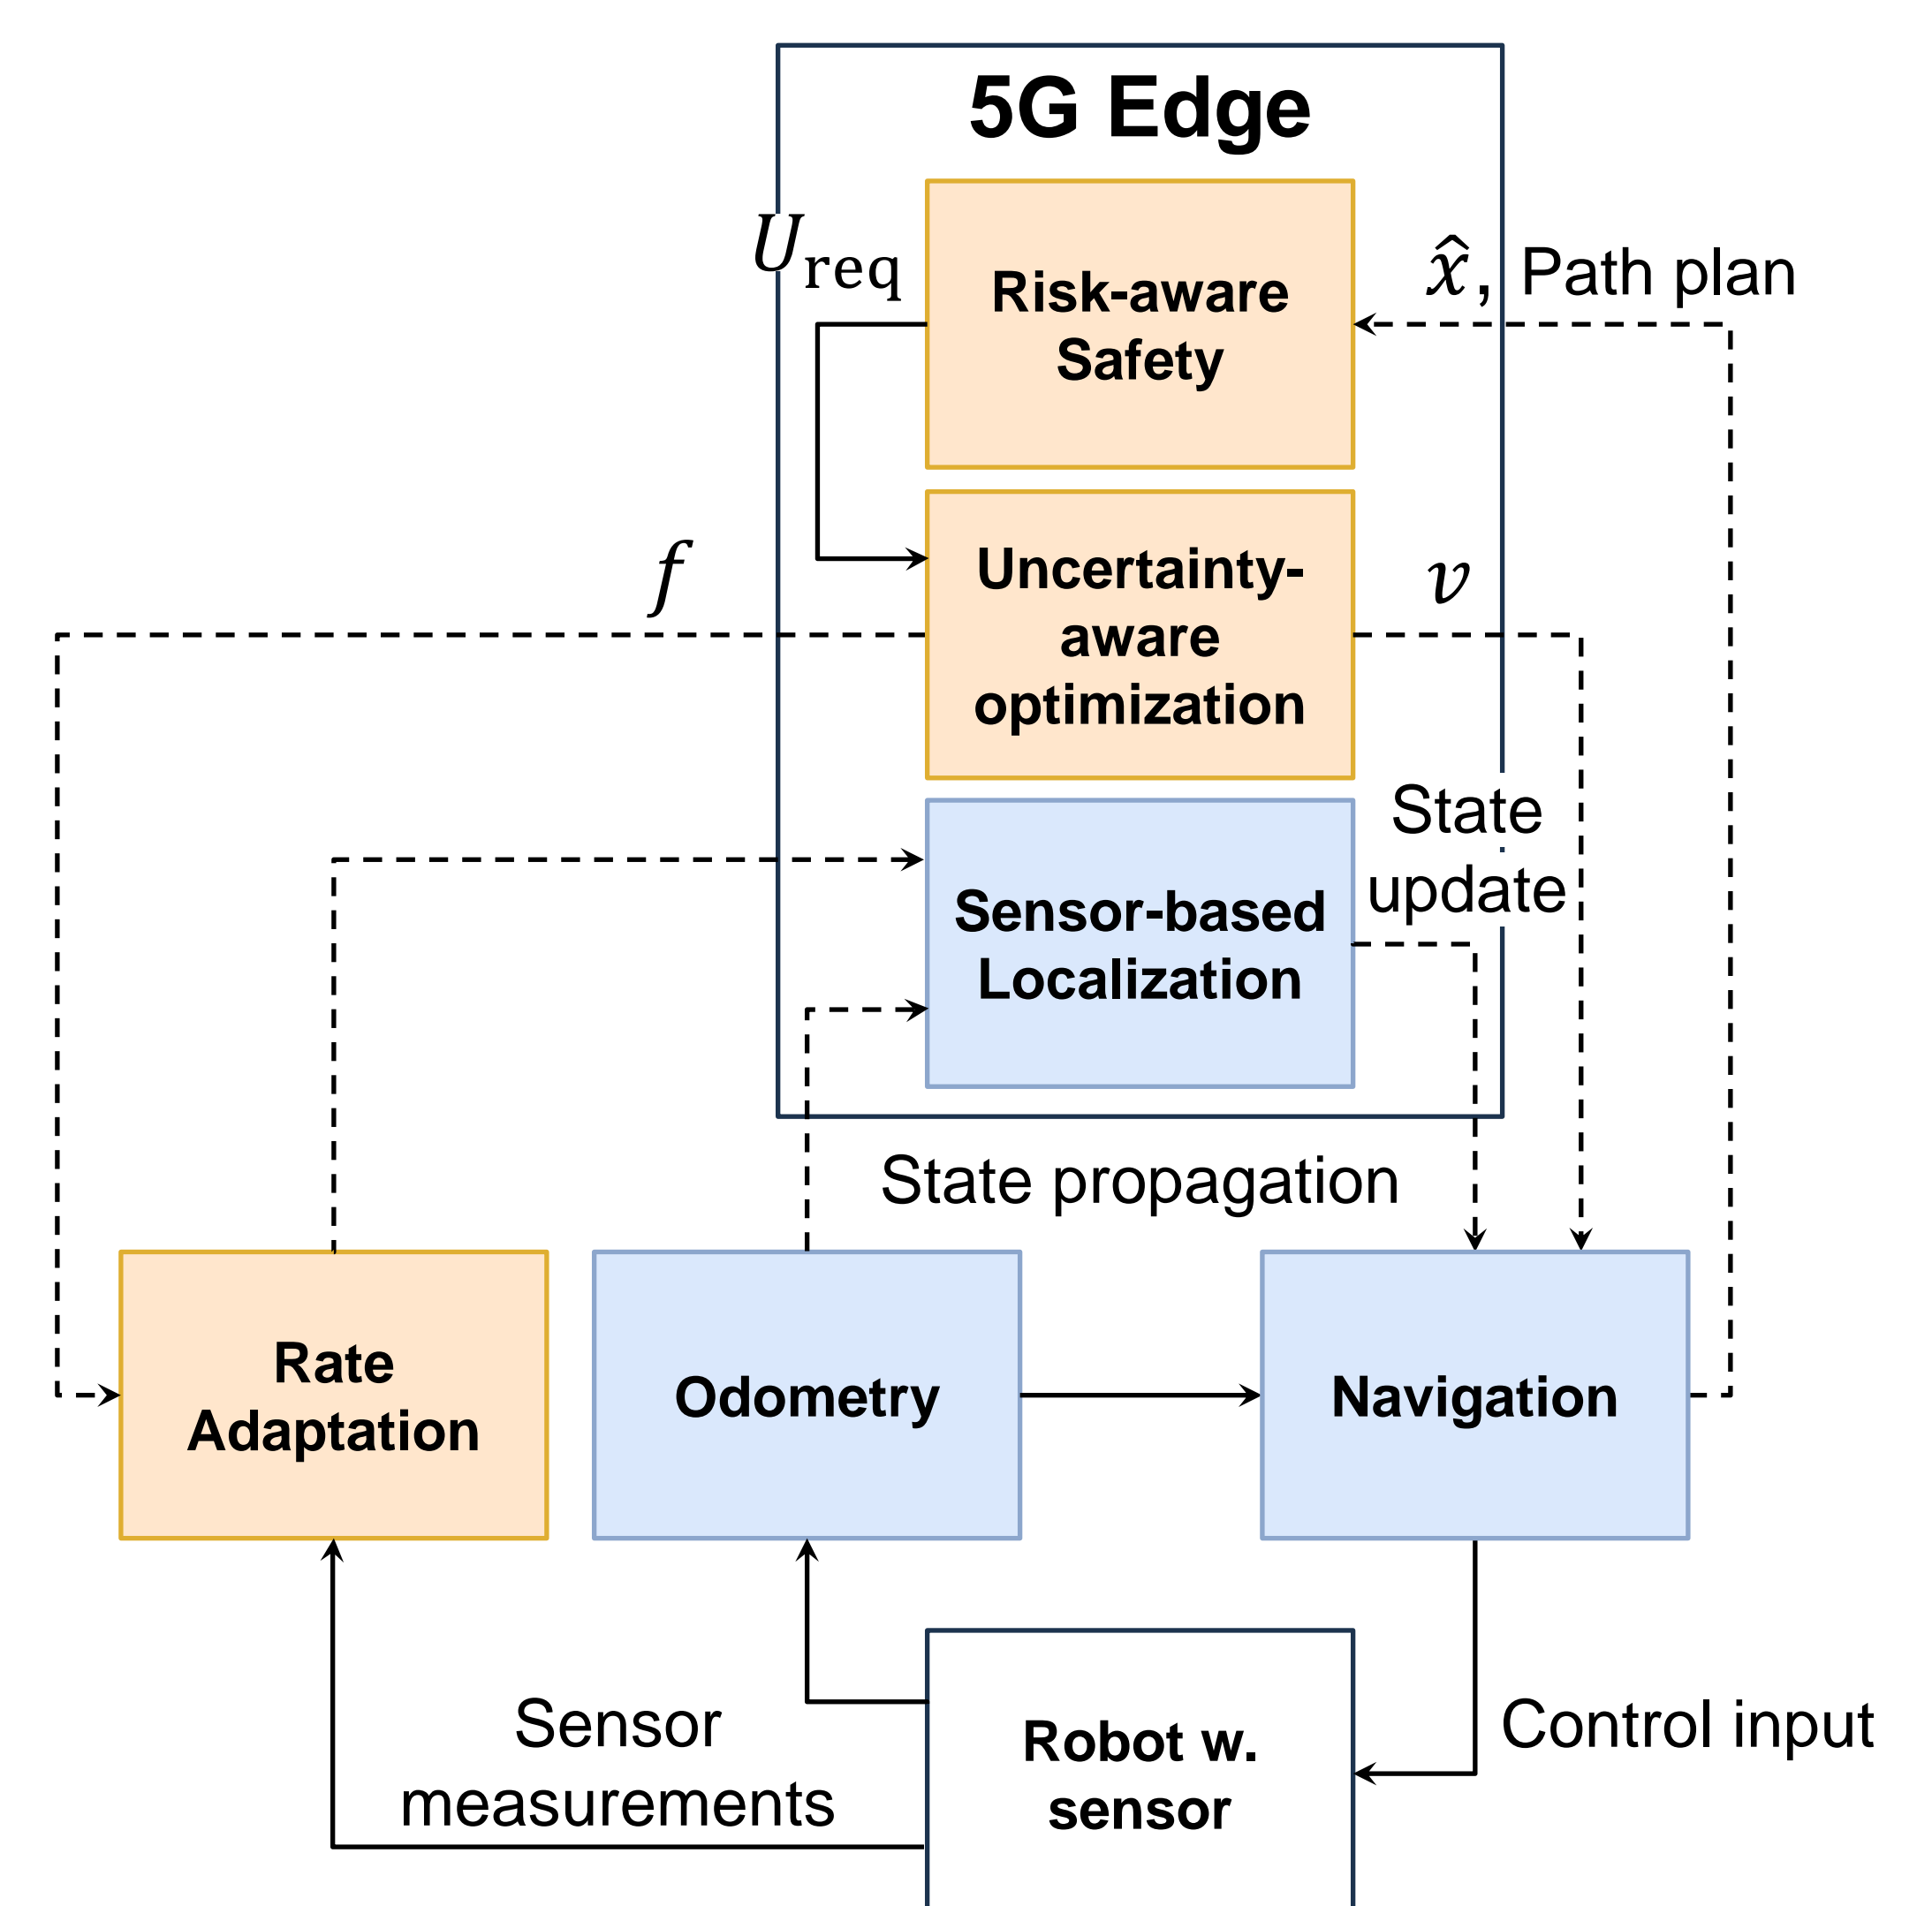 5G Edge
U_req
Risk-aware
Safety
x̂, Path plan
f
Uncertainty-
aware
optimization
v
State
update
Sensor-based
Localization
State propagation
Rate
Adaptation
Odometry
Navigation
Sensor
measurements
Robot w.
sensor
Control input